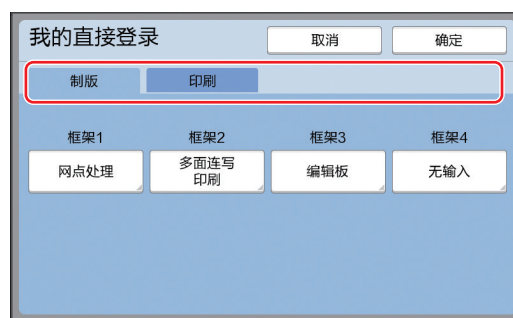 我的直接登录 取消 确定
制版 印刷
框架1 框架2 框架3 框架4
网点处理 多面连写 编辑板 无输入
印刷